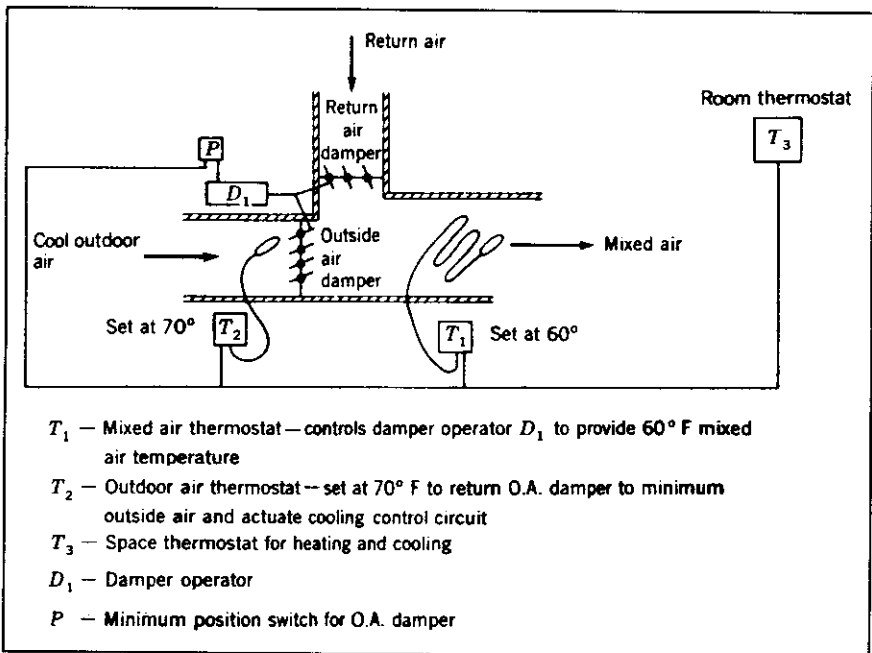 Return air
Return
air
damper
Room thermostat
T₃
P
D₁
Cool outdoor
air
Outside
air
damper
Mixed air
Set at 70°
T₂
T₁
Set at 60°
T₁ — Mixed air thermostat — controls damper operator D₁ to provide 60° F mixed
air temperature
T₂ — Outdoor air thermostat — set at 70° F to return O.A. damper to minimum
outside air and actuate cooling control circuit
T₃ — Space thermostat for heating and cooling
D₁ — Damper operator
P — Minimum position switch for O.A. damper